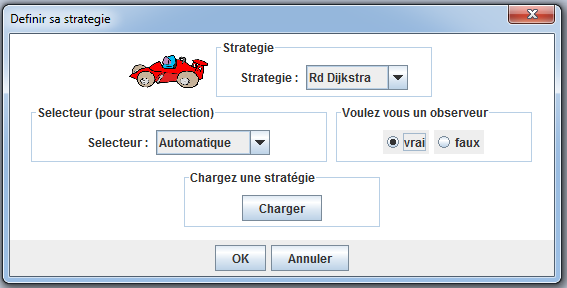 Definir sa strategie
Strategie
Strategie : Rd Dijkstra
Selecteur (pour strat selection)
Selecteur : Automatique
Voulez vous un observeur
vrai faux
Chargez une stratégie
Charger
OK Annuler